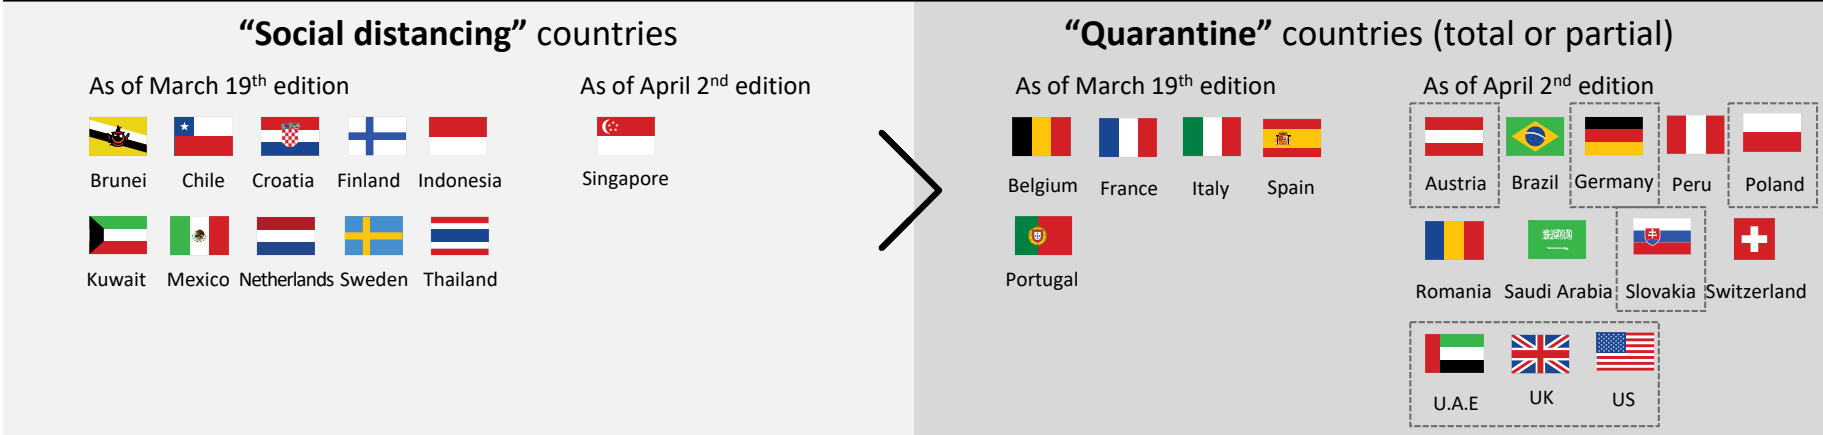 “Social distancing” countries
As of March 19th edition
As of April 2nd edition
Brunei Chile Croatia Finland Indonesia
Singapore
Kuwait Mexico Netherlands Sweden Thailand
“Quarantine” countries (total or partial)
As of March 19th edition
As of April 2nd edition
Belgium France Italy Spain
Portugal
Austria Brazil Germany Peru Poland
Romania Saudi Arabia Slovakia Switzerland
U.A.E UK US